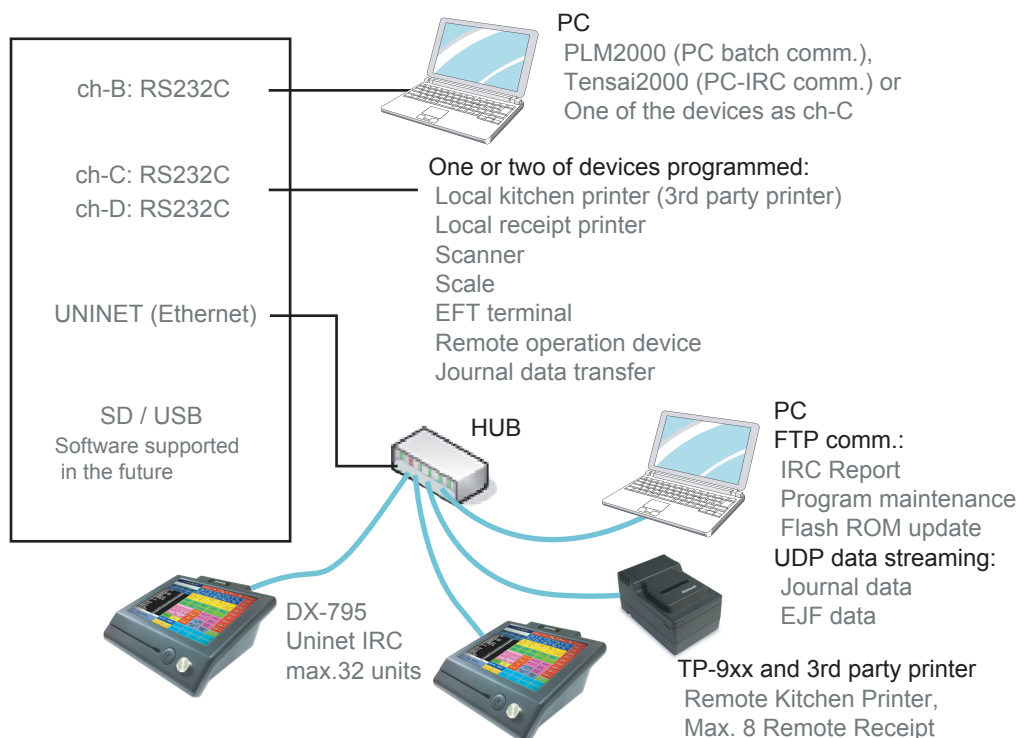 ch-B: RS232C
ch-C: RS232C
ch-D: RS232C
UNINET (Ethernet)
SD / USB
Software supported
in the future
PC
PLM2000 (PC batch comm.),
Tensai2000 (PC-IRC comm.) or
One of the devices as ch-C
One or two of devices programmed:
Local kitchen printer (3rd party printer)
Local receipt printer
Scanner
Scale
EFT terminal
Remote operation device
Journal data transfer
HUB
PC
FTP comm.:
IRC Report
Program maintenance
Flash ROM update
UDP data streaming:
Journal data
EJF data
DX-795
Uninet IRC
max.32 units
TP-9xx and 3rd party printer
Remote Kitchen Printer,
Max. 8 Remote Receipt